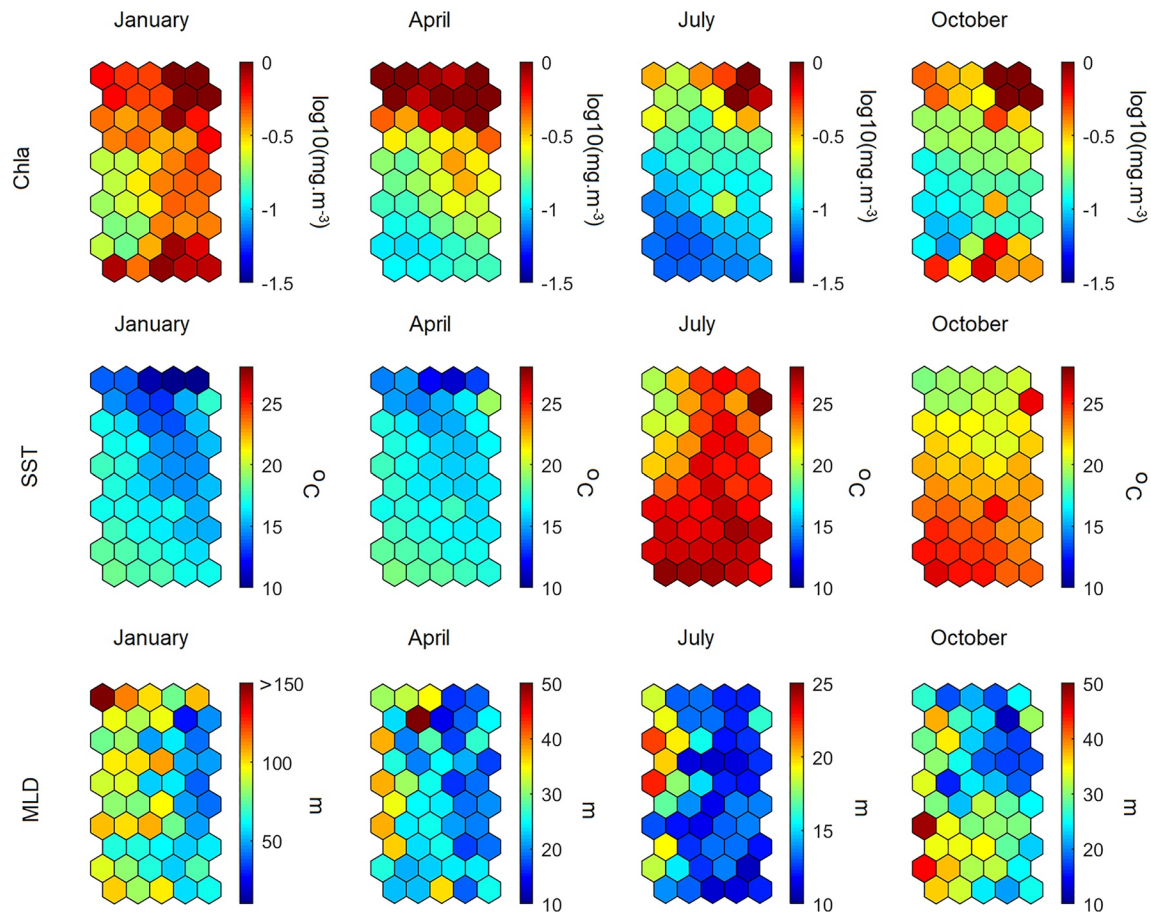 January April July October
Chla
0 0 0 0
-0.5 -0.5 -0.5 -0.5
-1 -1 -1 -1
-1.5 -1.5 -1.5 -1.5
log10(mg.m-3) log10(mg.m-3) log10(mg.m-3) log10(mg.m-3)
January April July October
SST
25 25 25 25
20 20 20 20
15 15 15 15
10 10 10 10
oC oC oC oC
January April July October
MLD
>150 50 25 50
40 40
100 20 30 30
50 15 20 20
10 10 10
m m m m